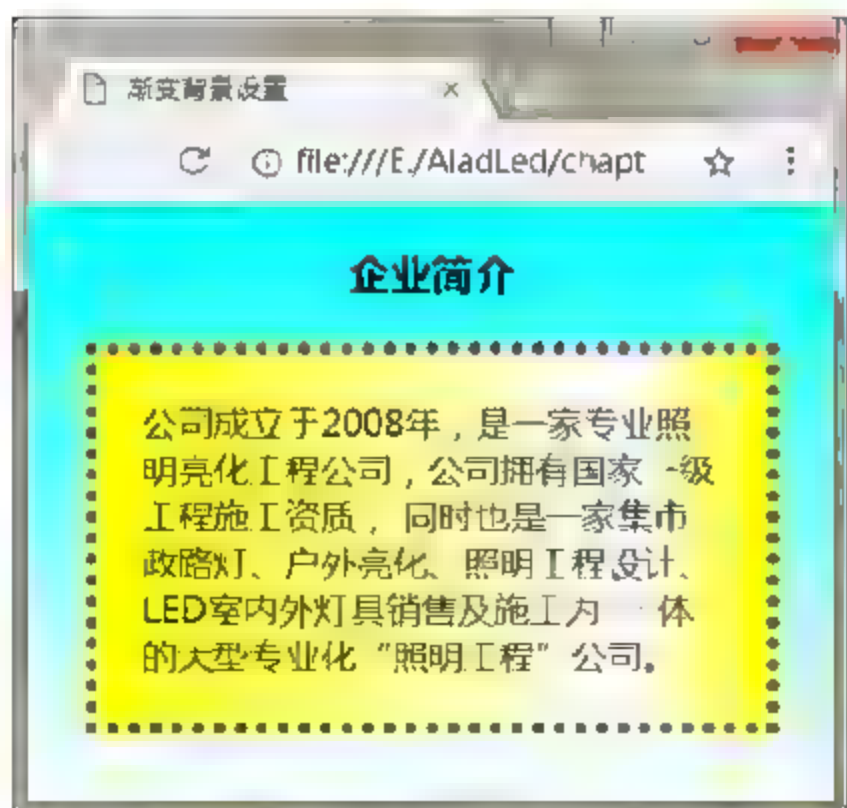 渐变背景设置
file:///E:/AladLed/chapt
企业简介
公司成立于2008年，是一家专业照
明亮化工程公司，公司拥有国家一级
工程施工资质， 同时也是一家集市
政路灯、户外亮化、照明工程设计、
LED室内外灯具销售及施工为一体
的大型专业化“照明工程”公司。